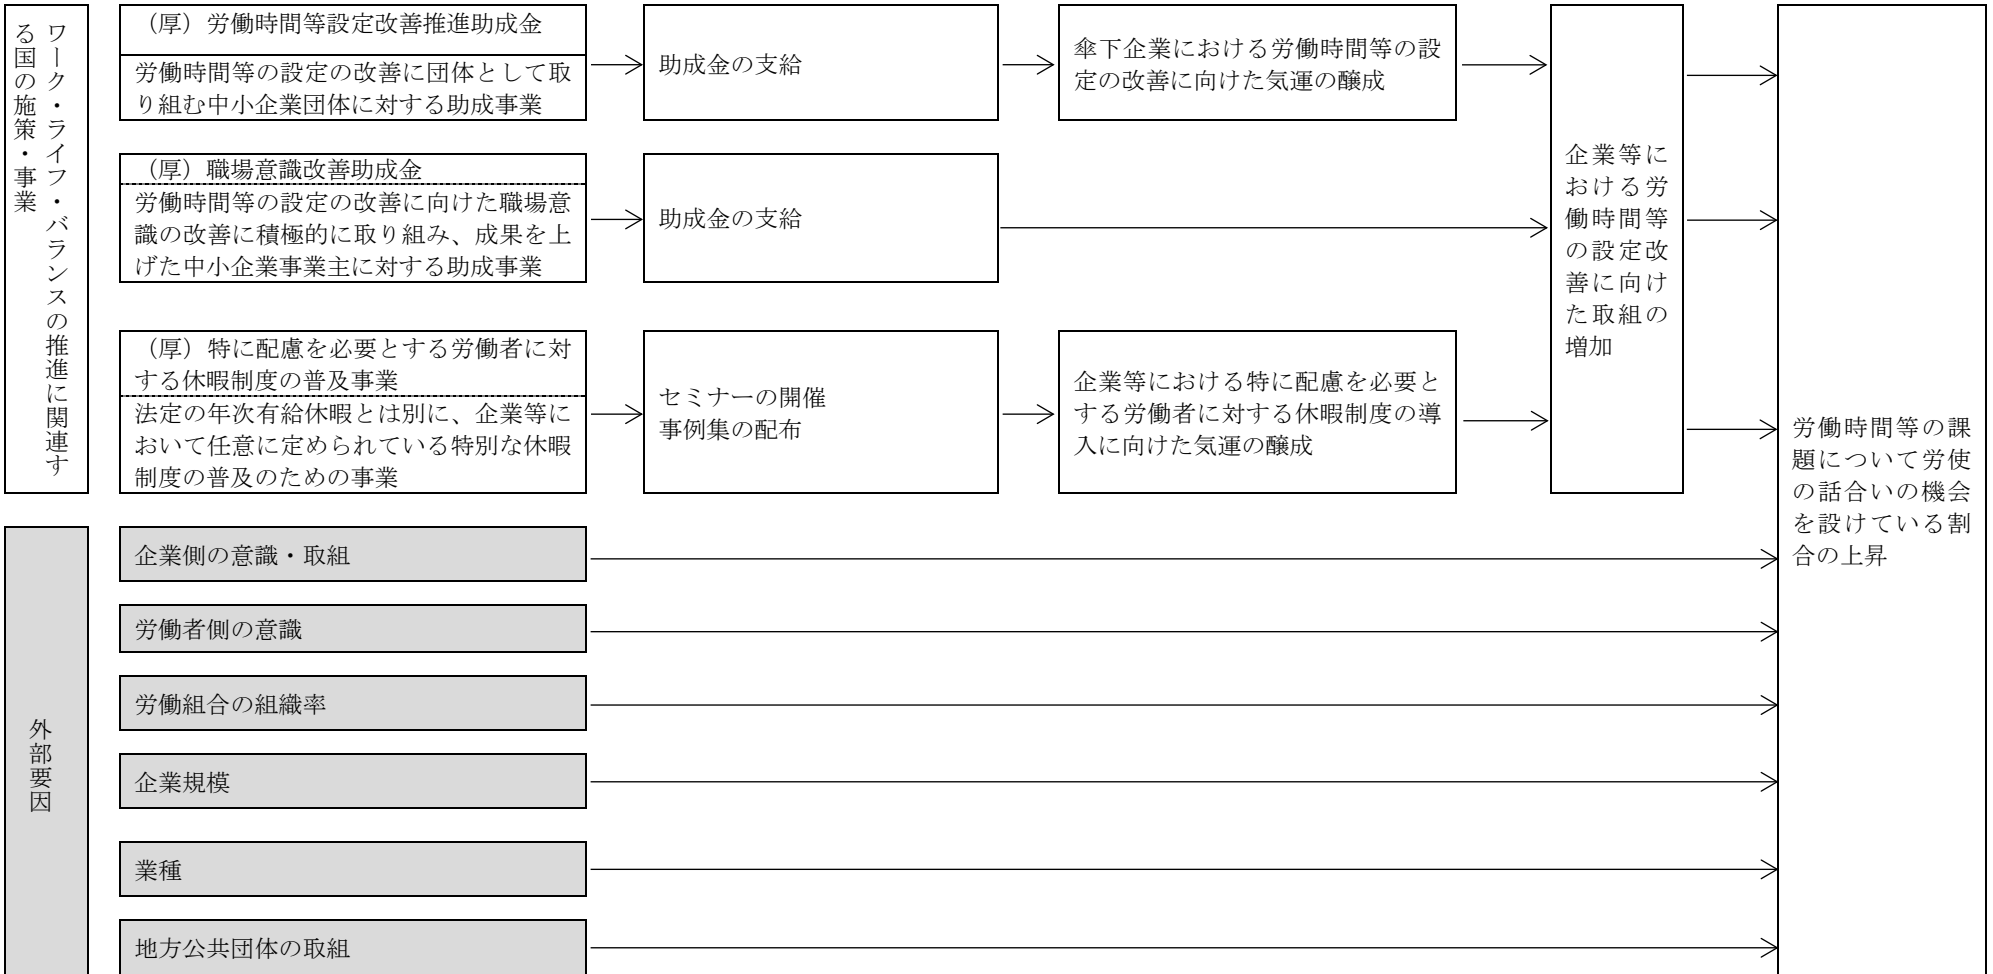 ワーク・ライフ・バランスの推進に関連す
る国の施策・事業
（厚）労働時間等設定改善推進助成金
労働時間等の設定の改善に団体として取
り組む中小企業団体に対する助成事業
助成金の支給
傘下企業における労働時間等の設
定の改善に向けた気運の醸成
（厚）職場意識改善助成金
労働時間等の設定の改善に向けた職場意
識の改善に積極的に取り組み、成果を上
げた中小企業事業主に対する助成事業
助成金の支給
（厚）特に配慮を必要とする労働者に対
する休暇制度の普及事業
法定の年次有給休暇とは別に、企業等に
おいて任意に定められている特別な休暇
制度の普及のための事業
セミナーの開催
事例集の配布
企業等における特に配慮を必要と
する労働者に対する休暇制度の導
入に向けた気運の醸成
企業等に
おける労
働時間等
の設定改
善に向け
た取組の
増加
労働時間等の課
題について労使
の話合いの機会
を設けている割
合の上昇
外部要因
企業側の意識・取組
労働者側の意識
労働組合の組織率
企業規模
業種
地方公共団体の取組